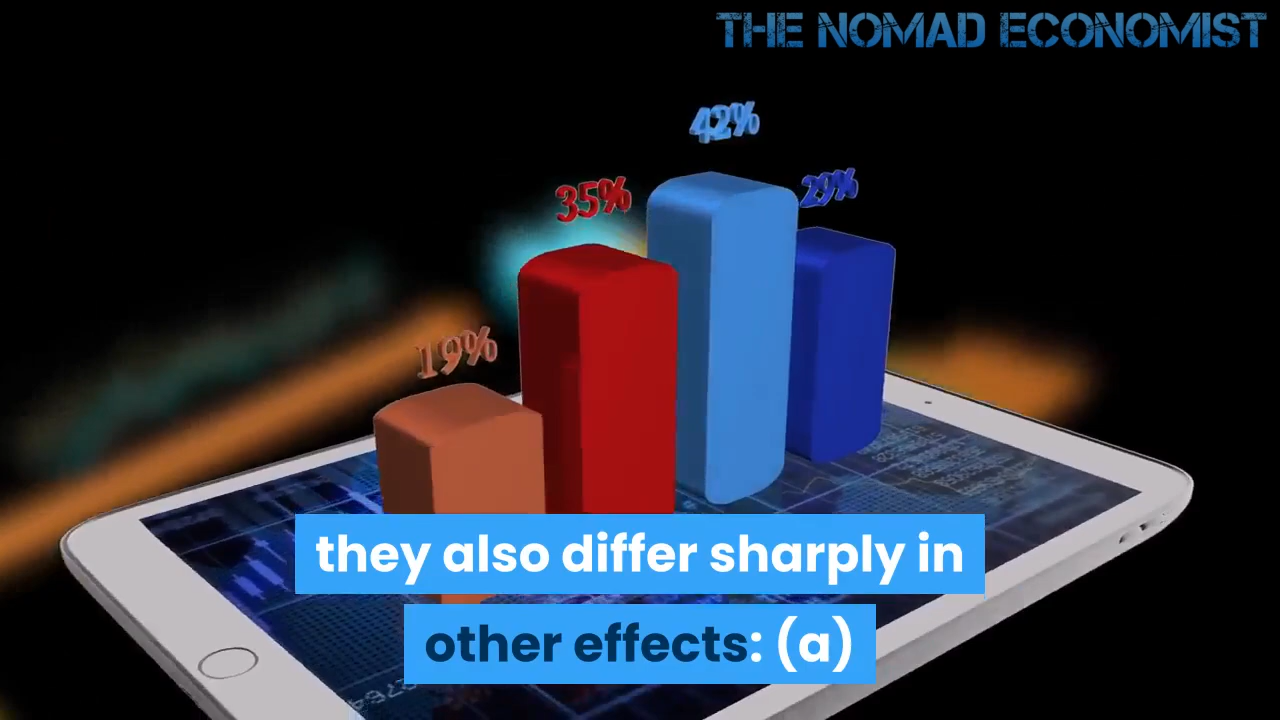 THE NOMAD ECONOMIST
42%
35%
29%
19%
they also differ sharply in
other effects: (a)